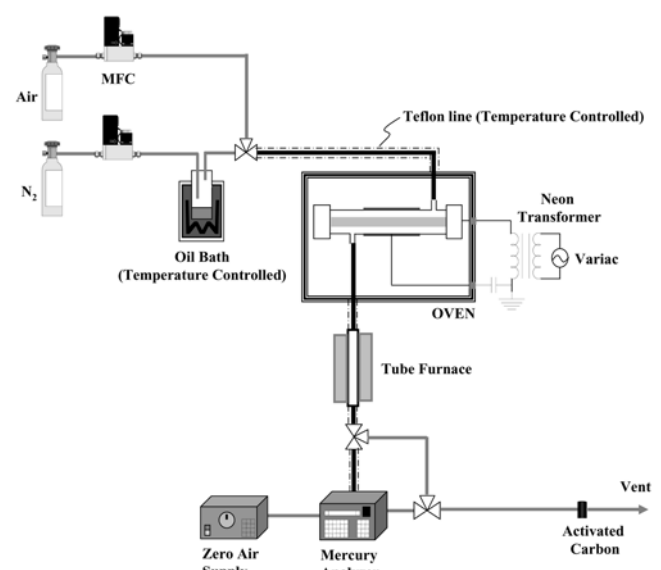 MFC
Air
Teflon line (Temperature Controlled)
N₂
Neon
Transformer
Oil Bath
(Temperature Controlled)
Variac
OVEN
Tube Furnace
Vent
Activated
Carbon
Zero Air
Mercury